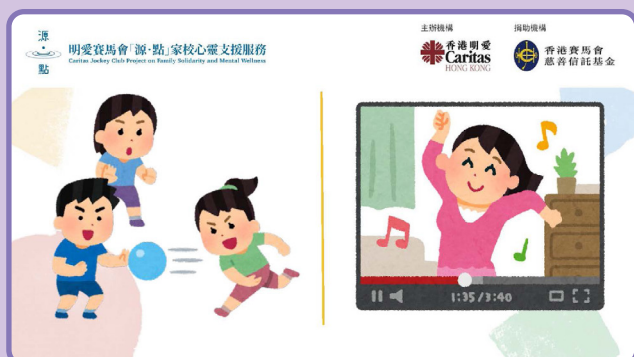 源
點
明愛賽馬會「源·點」家校心靈支援服務
Caritas Jockey Club Project on Family Solidarity and Mental Wellness
主辦機構
香港明愛
Caritas
HONG KONG
捐助機構
香港賽馬會
慈善信託基金
1:35/3:40